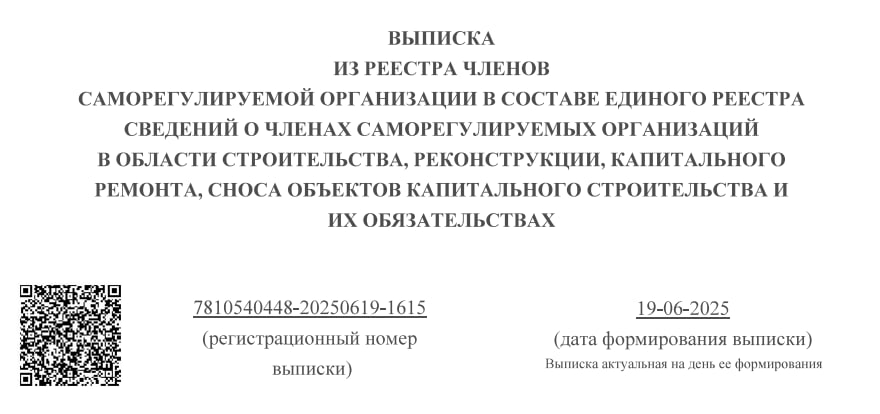 ВЫПИСКА
ИЗ РЕЕСТРА ЧЛЕНОВ
САМОРЕГУЛИРУЕМОЙ ОРГАНИЗАЦИИ В СОСТАВЕ ЕДИНОГО РЕЕСТРА
СВЕДЕНИЙ О ЧЛЕНАХ САМОРЕГУЛИРУЕМЫХ ОРГАНИЗАЦИЙ
В ОБЛАСТИ СТРОИТЕЛЬСТВА, РЕКОНСТРУКЦИИ, КАПИТАЛЬНОГО
РЕМОНТА, СНОСА ОБЪЕКТОВ КАПИТАЛЬНОГО СТРОИТЕЛЬСТВА И
ИХ ОБЯЗАТЕЛЬСТВАХ
7810540448-20250619-1615
(регистрационный номер
выписки)
19-06-2025
(дата формирования выписки)
Выписка актуальная на день ее формирования